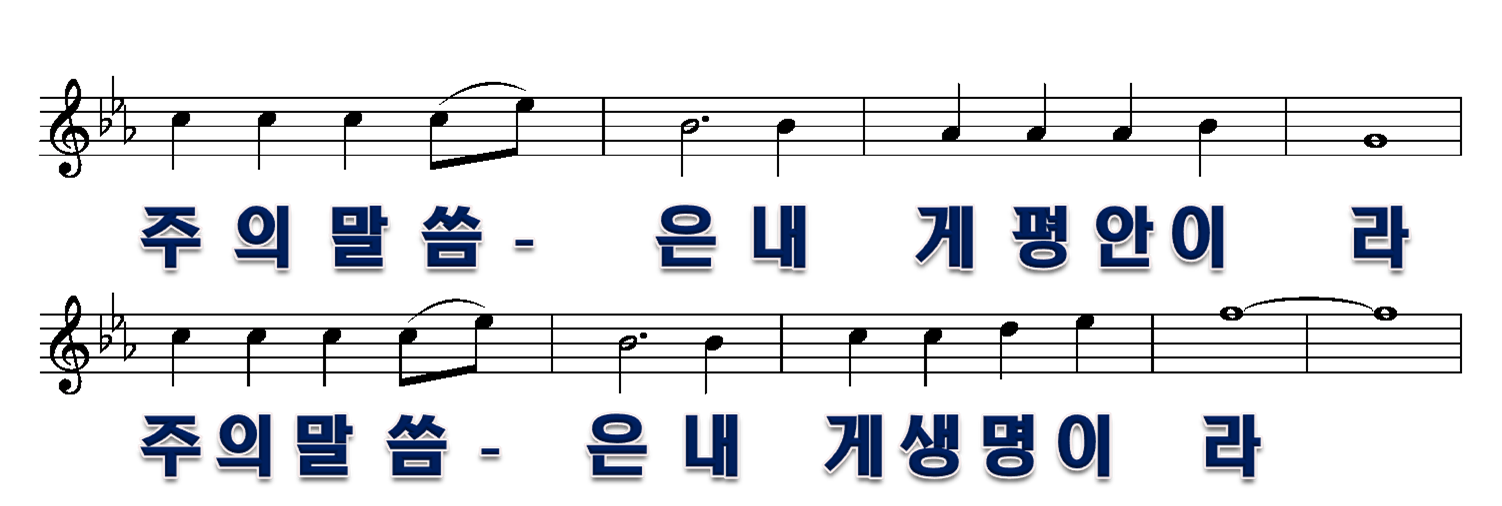 주 의 말 씀 - 은 내 게 평 안 이 라
주 의 말 씀 - 은 내 게 생 명 이 라